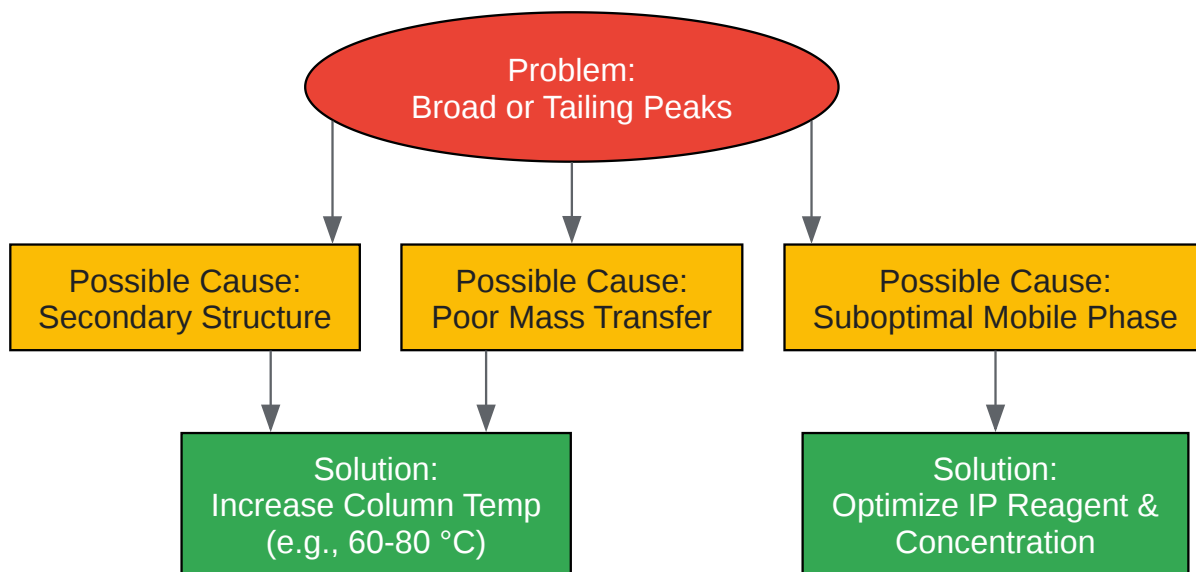 Problem:
Broad or Tailing Peaks
Possible Cause:
Secondary Structure
Possible Cause:
Poor Mass Transfer
Possible Cause:
Suboptimal Mobile Phase
Solution:
Increase Column Temp
(e.g., 60-80 °C)
Solution:
Optimize IP Reagent &
Concentration